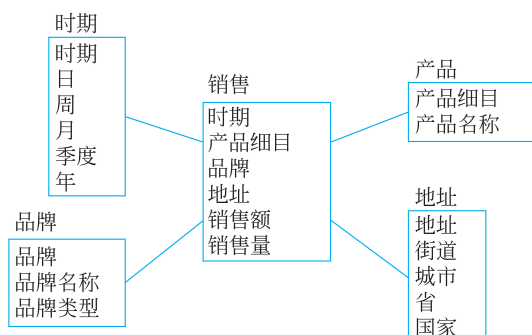 时期
时期
日
周
月
季度
年
品牌
品牌
品牌名称
品牌类型
销售
时期
产品细目
品牌
地址
销售额
销售量
产品
产品细目
产品名称
地址
地址
街道
城市
省
国家